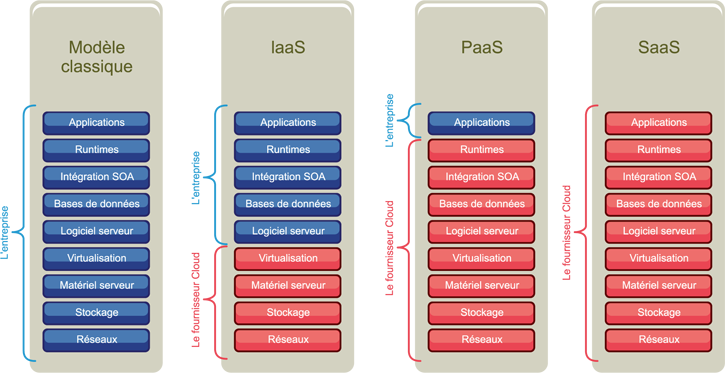 Modèle
classique
L'entreprise
Applications
Runtimes
Intégration SOA
Bases de données
Logiciel serveur
Virtualisation
Matériel serveur
Stockage
Réseaux
IaaS
L'entreprise
Le fournisseur Cloud
Applications
Runtimes
Intégration SOA
Bases de données
Logiciel serveur
Virtualisation
Matériel serveur
Stockage
Réseaux
PaaS
L'entreprise
Le fournisseur Cloud
Applications
Runtimes
Intégration SOA
Bases de données
Logiciel serveur
Virtualisation
Matériel serveur
Stockage
Réseaux
SaaS
Le fournisseur Cloud
Applications
Runtimes
Intégration SOA
Bases de données
Logiciel serveur
Virtualisation
Matériel serveur
Stockage
Réseaux